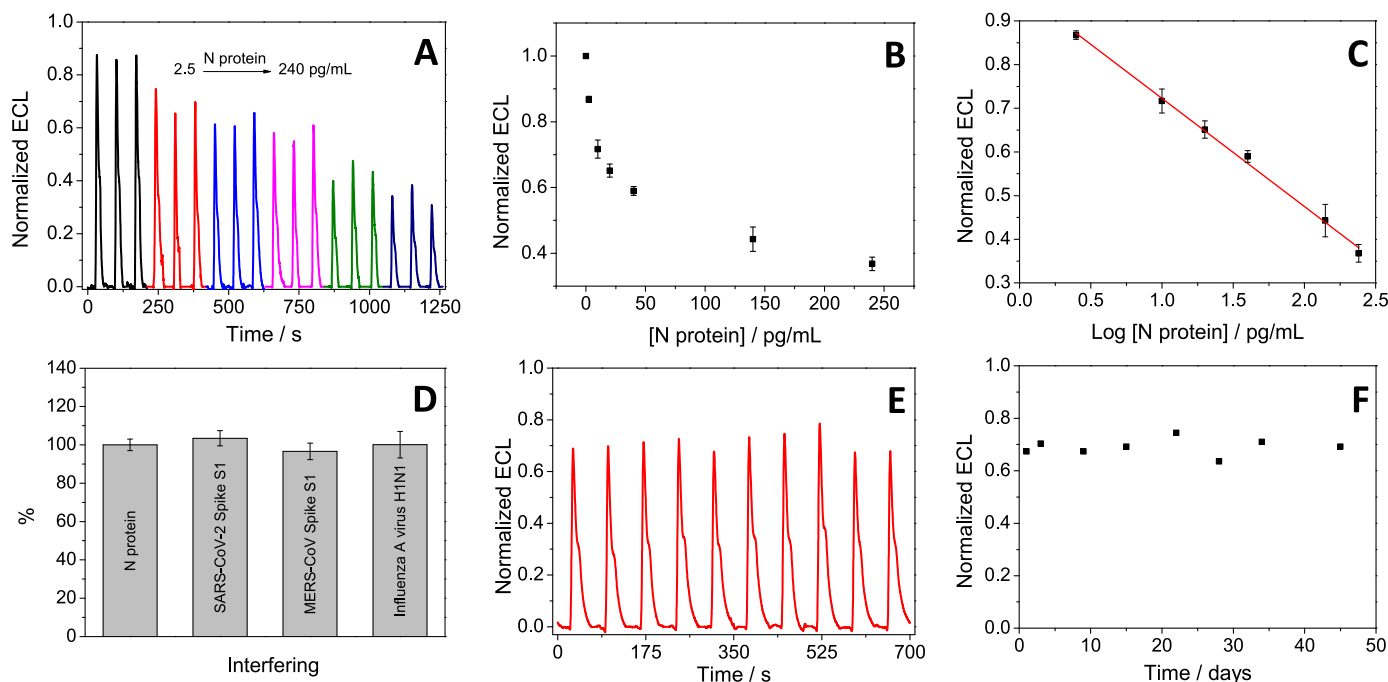 A
N protein
2.5
240 pg/mL
Normalized ECL
1.0
0.8
0.6
0.4
0.2
0.0
0
250
500
750
1000
1250
Time / s
B
Normalized ECL
1.0
0.8
0.6
0.4
0
50
100
150
200
250
[N protein] / pg/mL
C
Normalized ECL
0.9
0.8
0.7
0.6
0.5
0.4
0.3
0.0
0.5
1.0
1.5
2.0
2.5
Log [N protein] / pg/mL
D
%
140
120
100
80
60
40
20
0
N protein
SARS-CoV-2 Spike S1
MERS-CoV Spike S1
Influenza A virus H1N1
Interfering
E
Normalized ECL
1.0
0.8
0.6
0.4
0.2
0.0
0
175
350
525
700
Time / s
F
Normalized ECL
1.0
0.8
0.6
0.4
0.2
0.0
0
10
20
30
40
50
Time / days